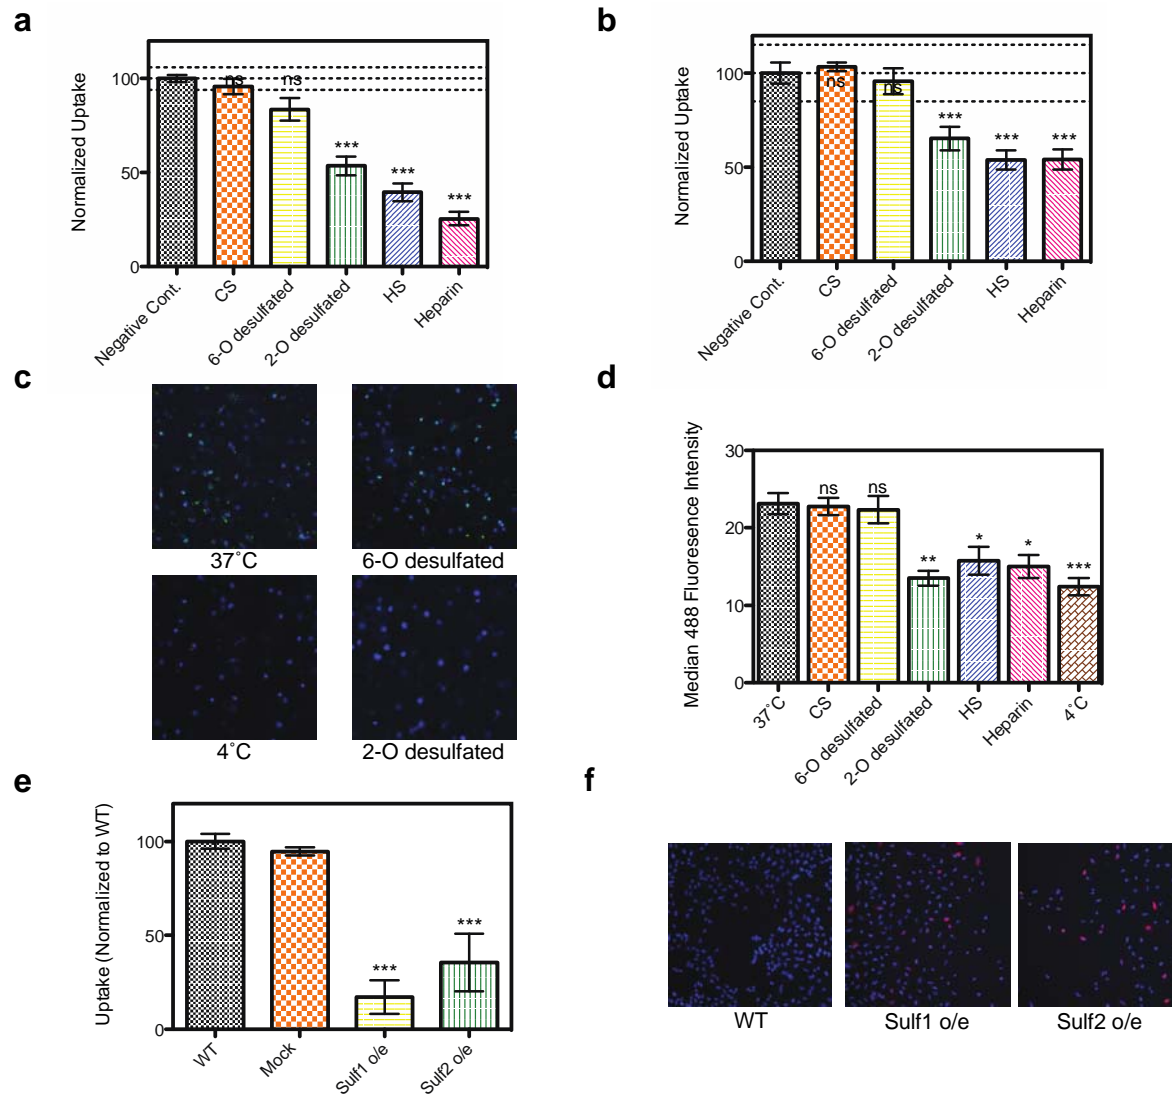 a
Normalized Uptake
100
50
0
ns
ns
***
***
***
Negative Cont.
CS
6-O desulfated
2-O desulfated
HS
Heparin
b
Normalized Uptake
100
50
0
ns
ns
***
***
***
Negative Cont.
CS
6-O desulfated
2-O desulfated
HS
Heparin
c
37˚C
6-O desulfated
4˚C
2-O desulfated
d
Median 488 Fluoresence Intensity
30
20
10
0
ns
ns
**
*
*
***
37˚C
CS
6-O desulfated
2-O desulfated
HS
Heparin
4˚C
e
Uptake (Normalized to WT)
100
50
0
***
***
WT
Mock
Sulf1 o/e
Sulf2 o/e
f
WT
Sulf1 o/e
Sulf2 o/e